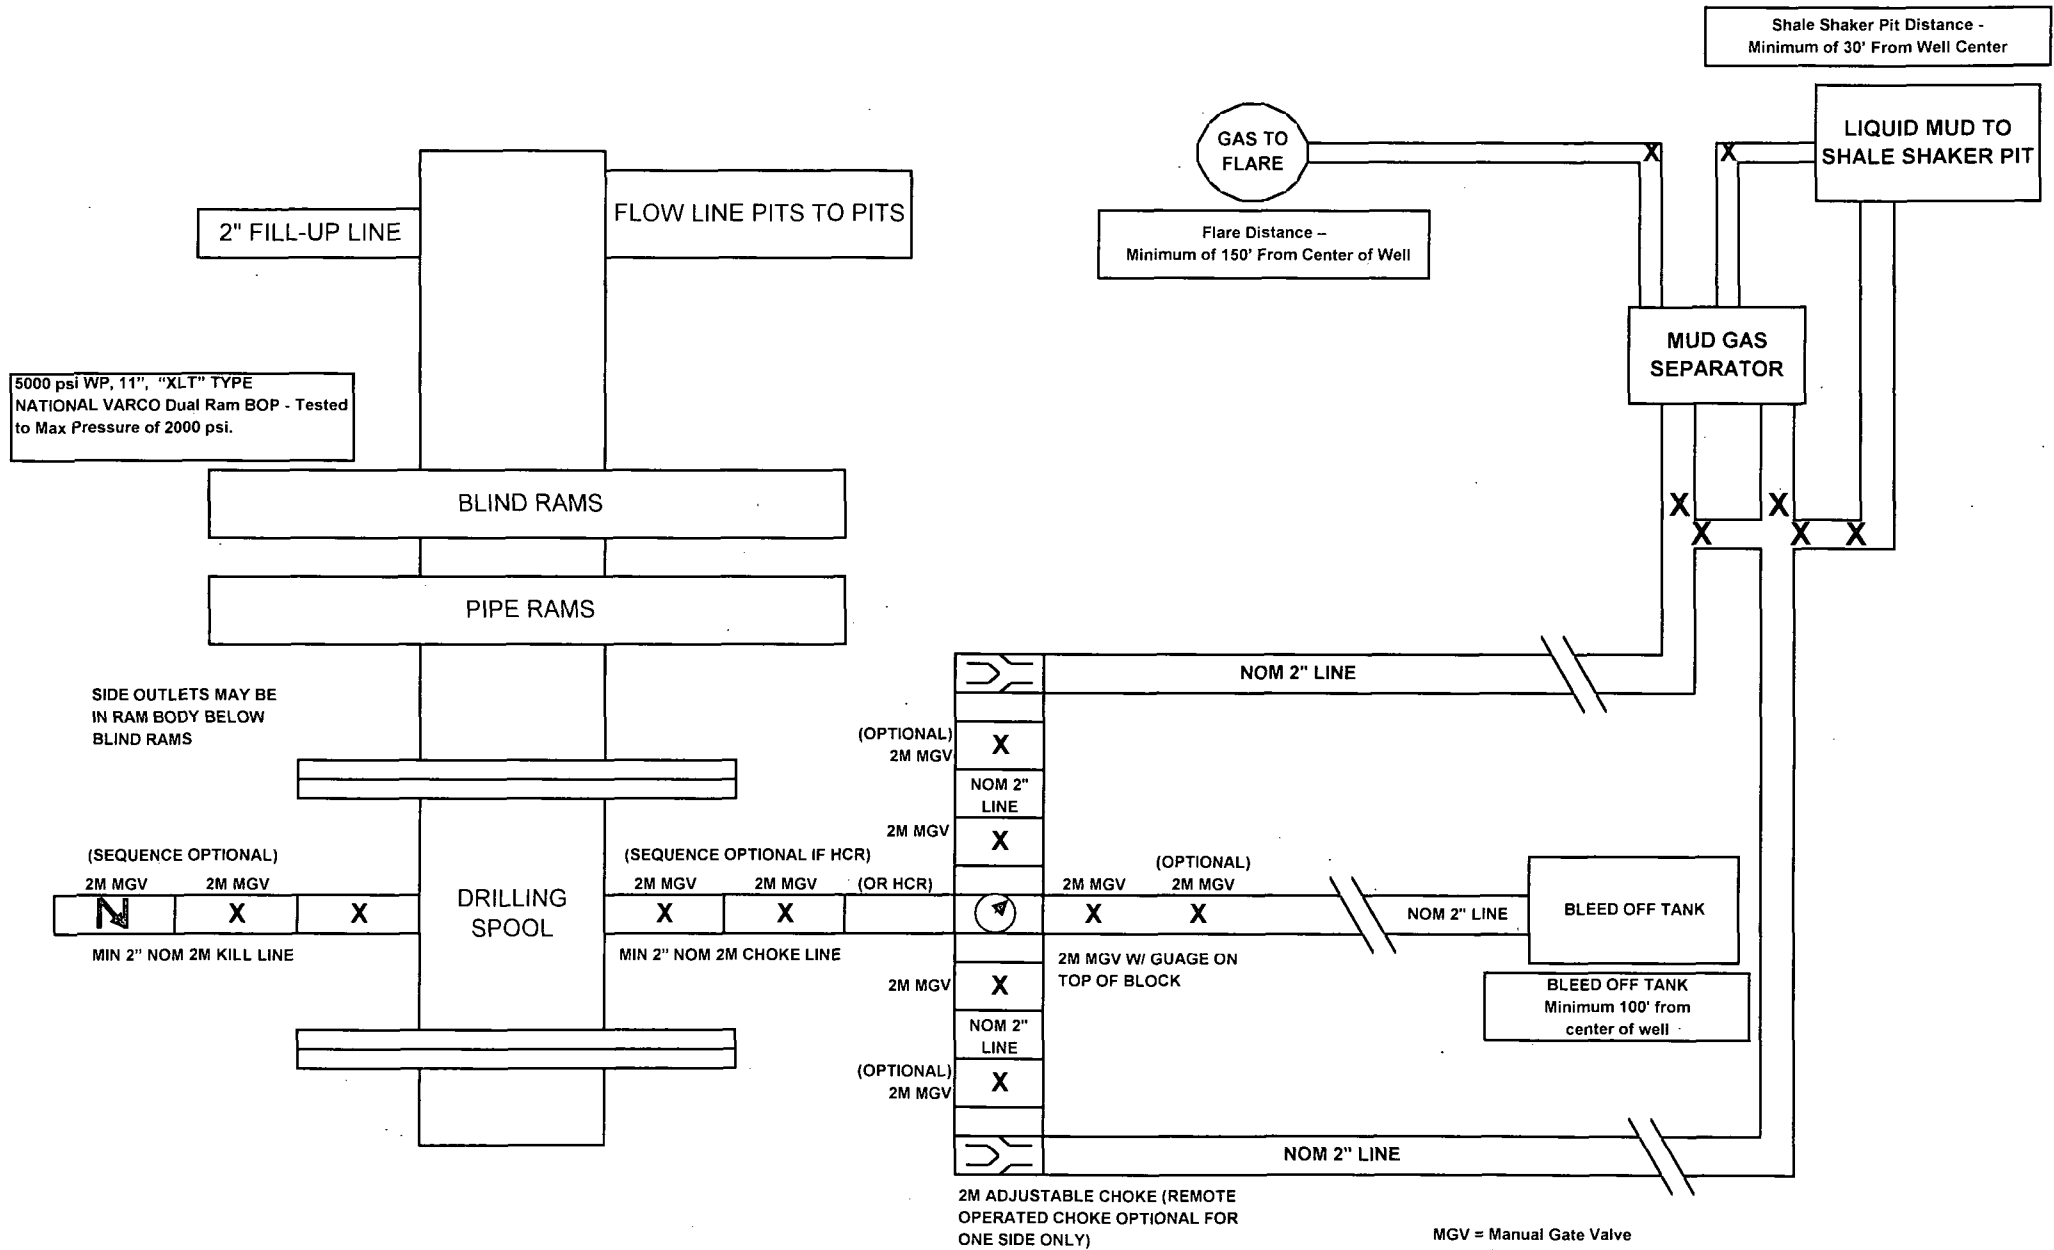 Shale Shaker Pit Distance -
Minimum of 30' From Well Center
LIQUID MUD TO
SHALE SHAKER PIT
GAS TO
FLARE
X
X
Flare Distance –
Minimum of 150' From Center of Well
FLOW LINE PITS TO PITS
2" FILL-UP LINE
MUD GAS
SEPARATOR
5000 psi WP, 11", "XLT" TYPE
NATIONAL VARCO Dual Ram BOP - Tested
to Max Pressure of 2000 psi.
BLIND RAMS
X
X
X
X
X
PIPE RAMS
NOM 2" LINE
SIDE OUTLETS MAY BE
IN RAM BODY BELOW
BLIND RAMS
(OPTIONAL)
2M MGV
X
NOM 2"
LINE
2M MGV
X
(SEQUENCE OPTIONAL)
2M MGV
2M MGV
N
X
X
MIN 2" NOM 2M KILL LINE
DRILLING
SPOOL
(SEQUENCE OPTIONAL IF HCR)
2M MGV
2M MGV
(OR HCR)
X
X
MIN 2" NOM 2M CHOKE LINE
2M MGV
(OPTIONAL)
2M MGV
X
X
NOM 2" LINE
BLEED OFF TANK
2M MGV W/ GUAGE ON
TOP OF BLOCK
BLEED OFF TANK
Minimum 100' from
center of well
2M MGV
X
NOM 2"
LINE
(OPTIONAL)
2M MGV
X
NOM 2" LINE
2M ADJUSTABLE CHOKE (REMOTE
OPERATED CHOKE OPTIONAL FOR
ONE SIDE ONLY)
MGV = Manual Gate Valve